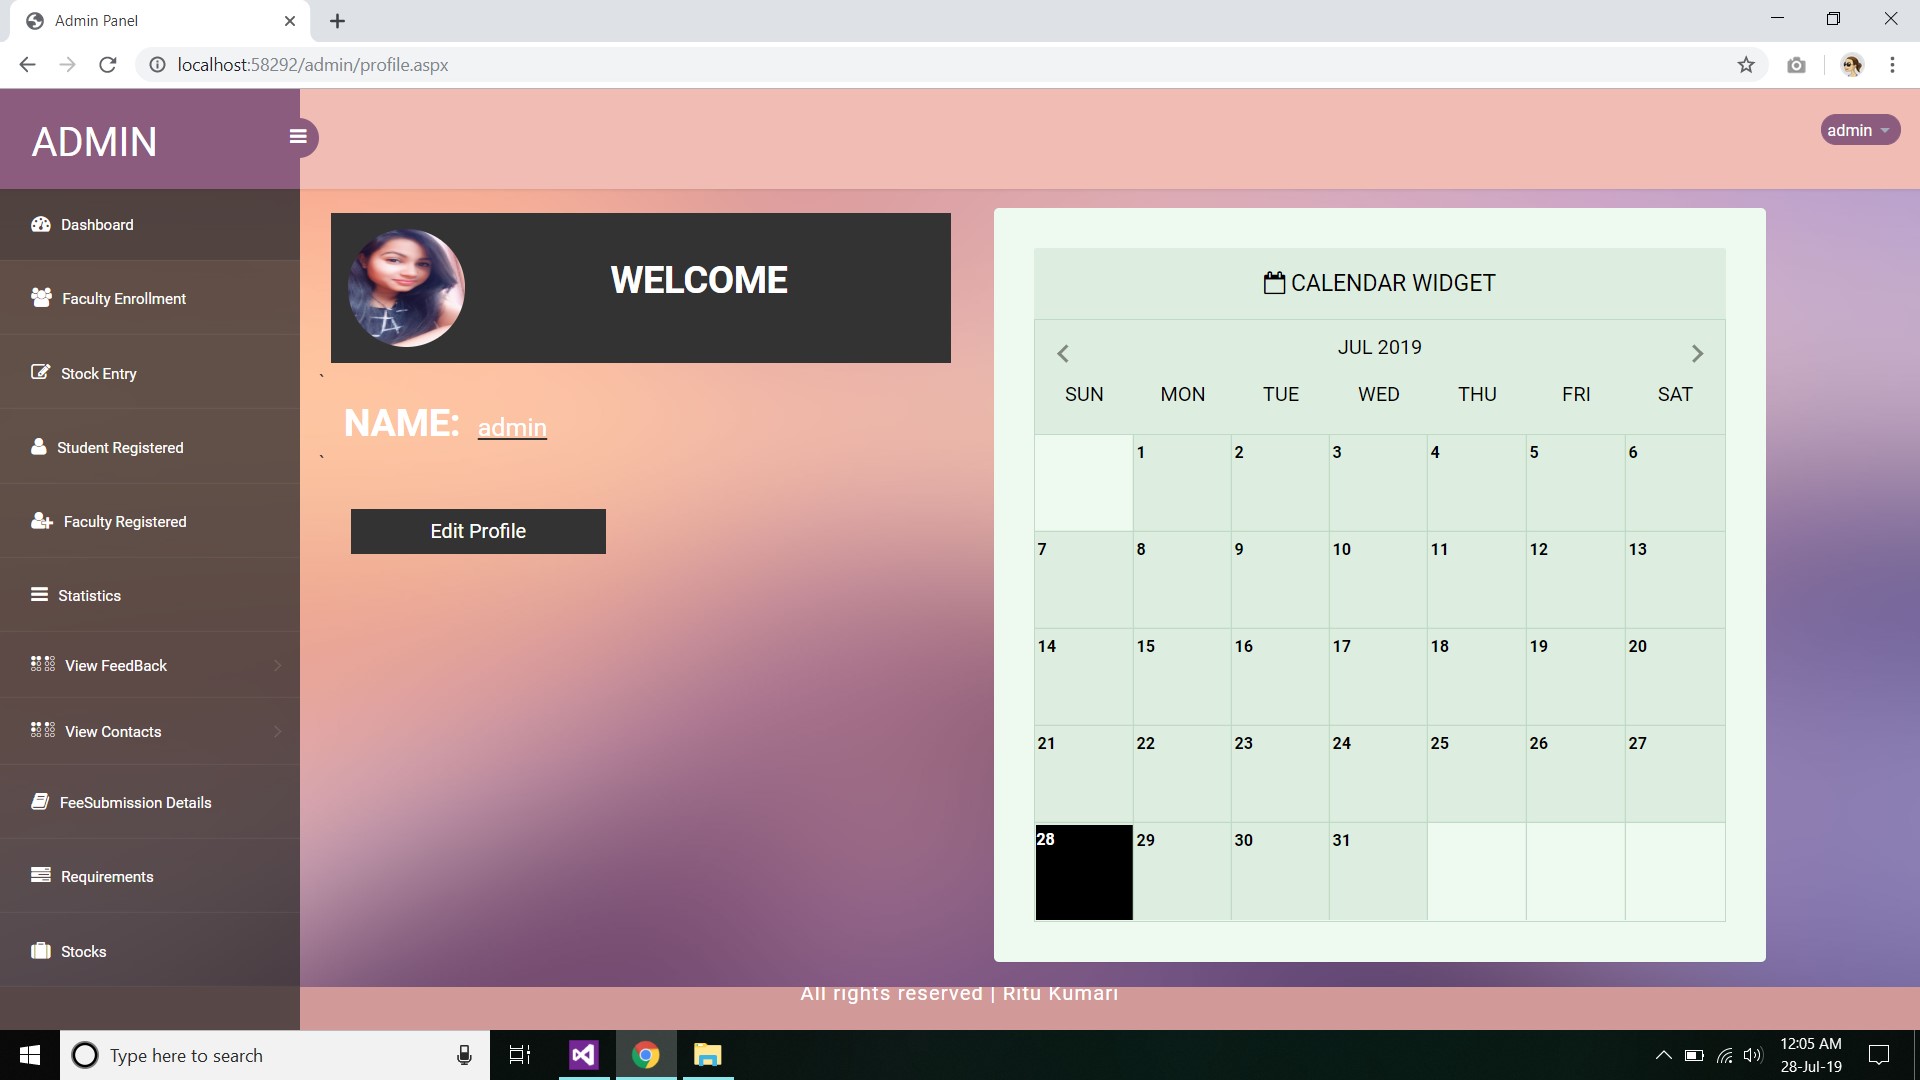 Admin Panel
localhost:58292/admin/profile.aspx
ADMIN
admin
Dashboard
Faculty Enrollment
Stock Entry
Student Registered
Faculty Registered
Statistics
View FeedBack
View Contacts
FeeSubmission Details
Requirements
Stocks
WELCOME
`
NAME: admin
`
Edit Profile
CALENDAR WIDGET
JUL 2019
SUN MON TUE WED THU FRI SAT
1 2 3 4 5 6
7 8 9 10 11 12 13
14 15 16 17 18 19 20
21 22 23 24 25 26 27
28 29 30 31
All rights reserved | Ritu Kumari
Type here to search
12:05 AM
28-Jul-19